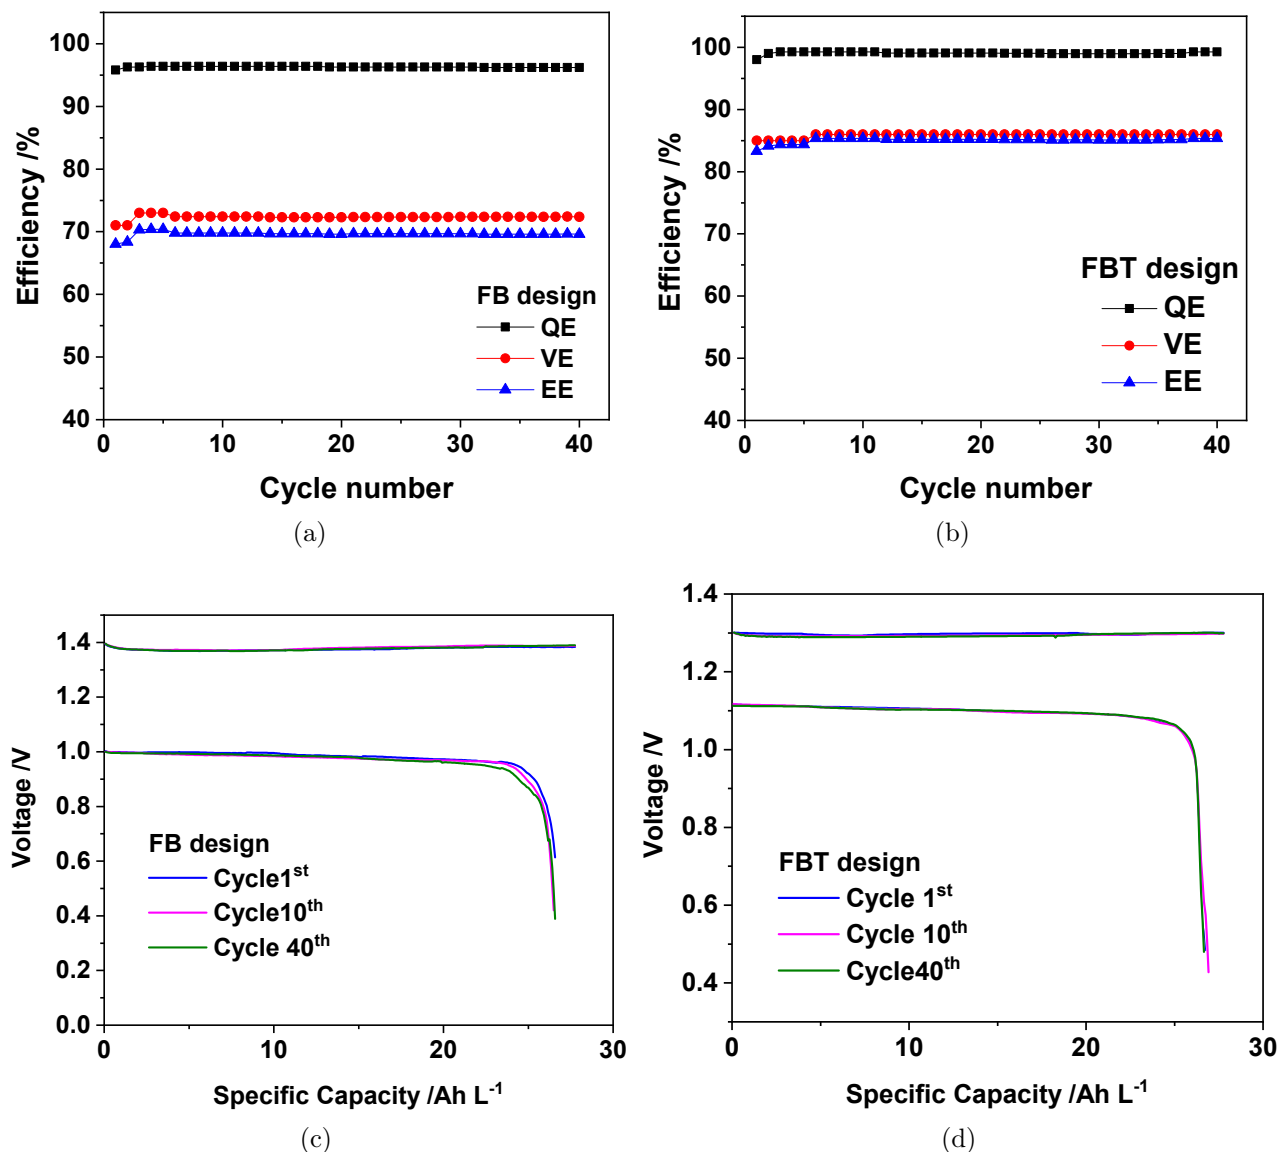 100
90
80
70
60
50
40
Efficiency /%
FB design
QE
VE
EE
0 10 20 30 40
Cycle number
(a)
100
90
80
70
60
50
40
Efficiency /%
FBT design
QE
VE
EE
0 10 20 30 40
Cycle number
(b)
1.4
1.2
1.0
0.8
0.6
0.4
0.2
0.0
Voltage /V
FB design
Cycle1st
Cycle10th
Cycle 40th
0 10 20 30
Specific Capacity /Ah L-1
(c)
1.4
1.2
1.0
0.8
0.6
0.4
Voltage /V
FBT design
Cycle 1st
Cycle 10th
Cycle40th
0 10 20 30
Specific Capacity /Ah L-1
(d)